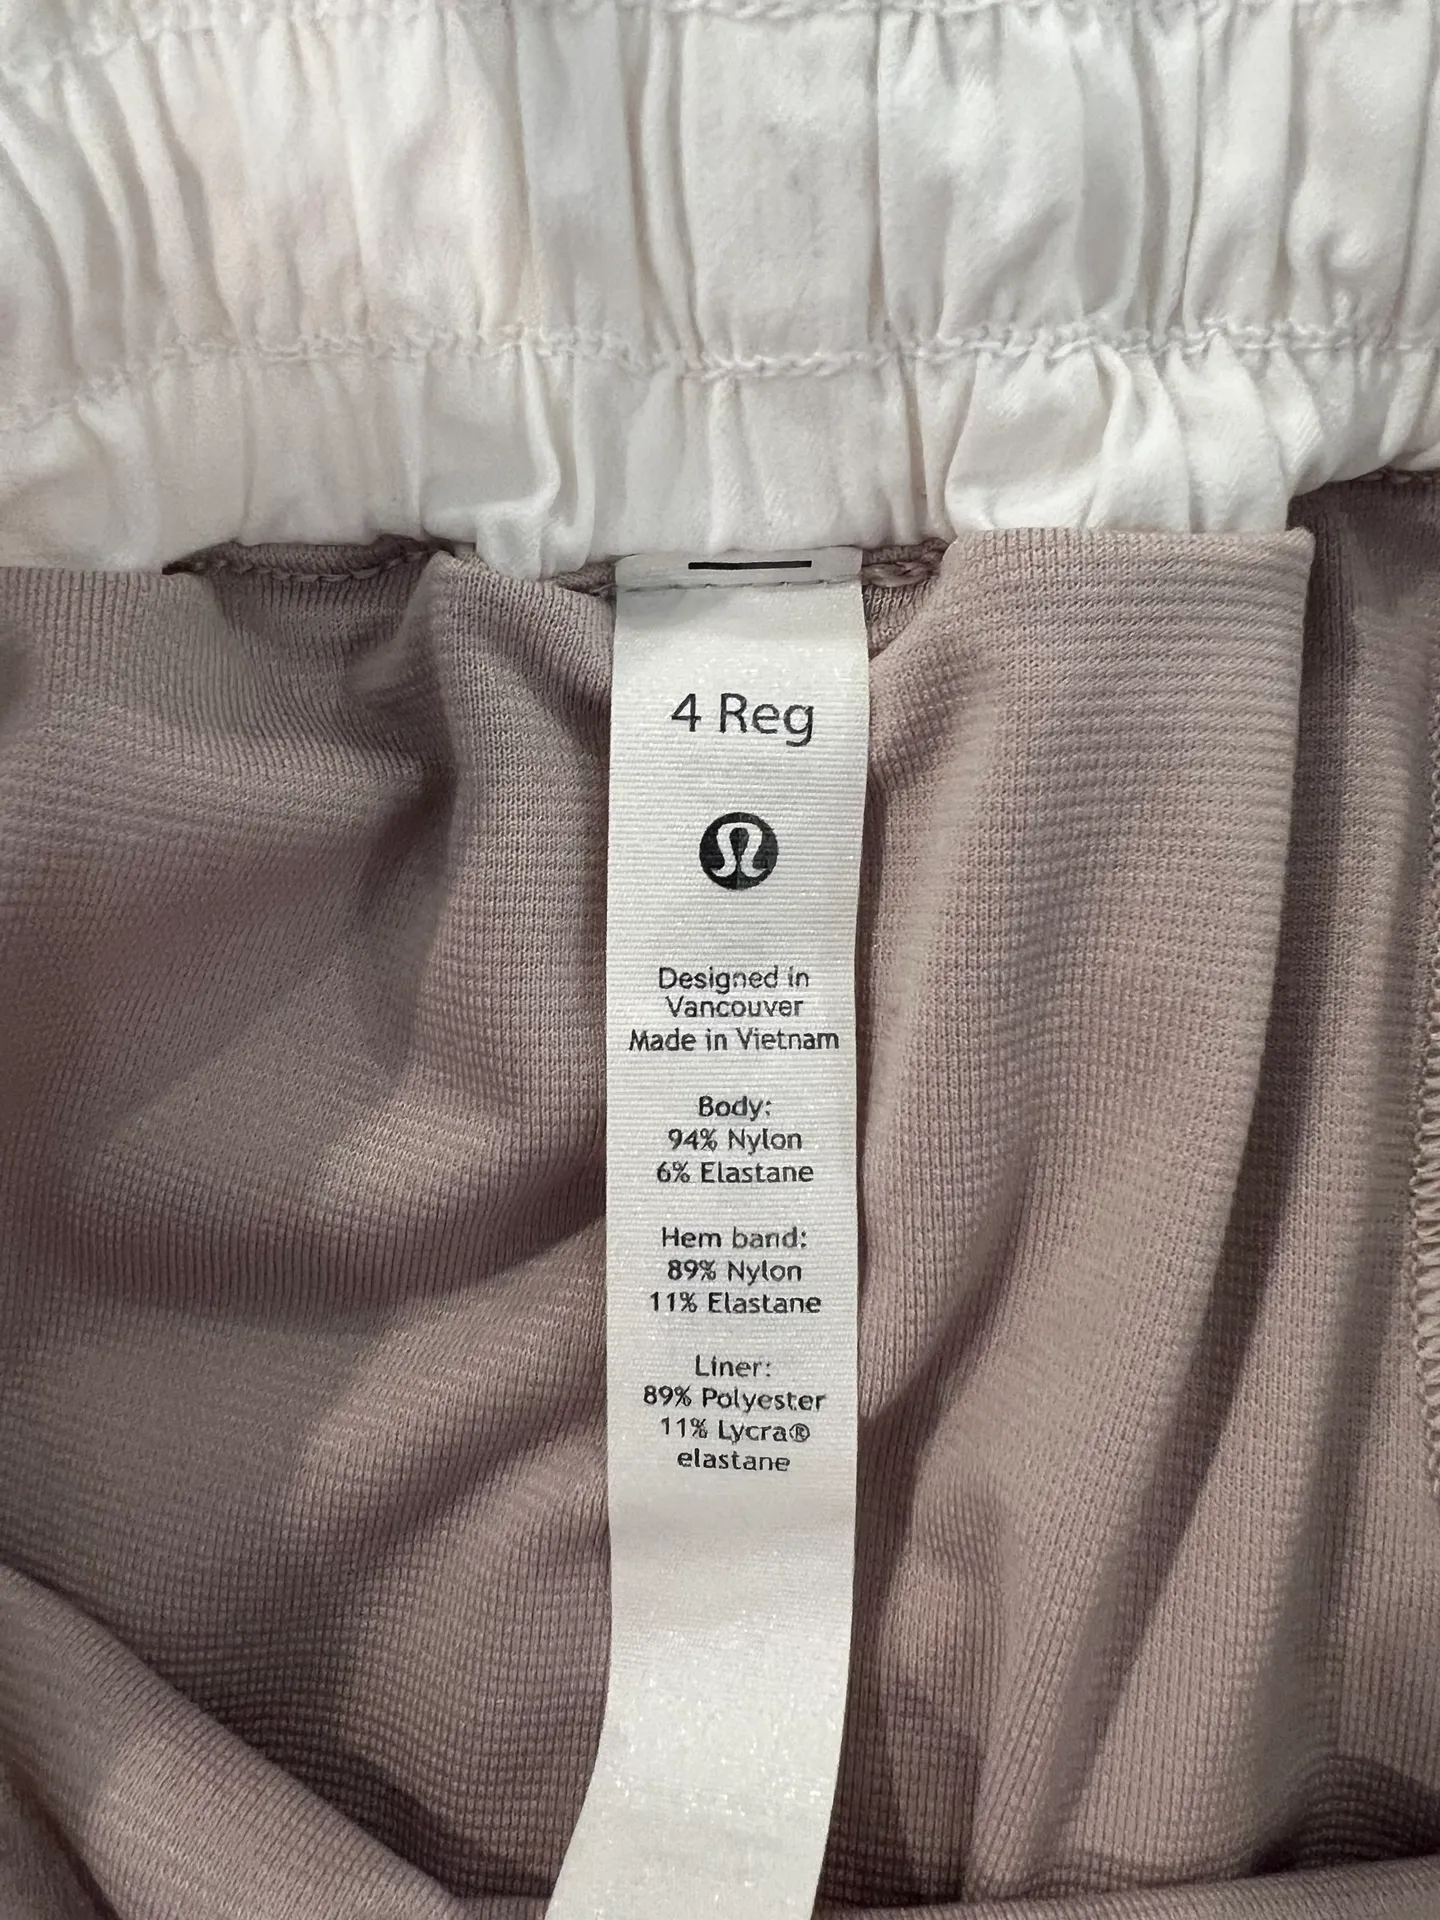 4 Reg
Designed in
Vancouver
Made in Vietnam
Body:
94% Nylon
6% Elastane
Hem band:
89% Nylon
11% Elastane
Liner:
89% Polyester
11% Lycra®
elastane